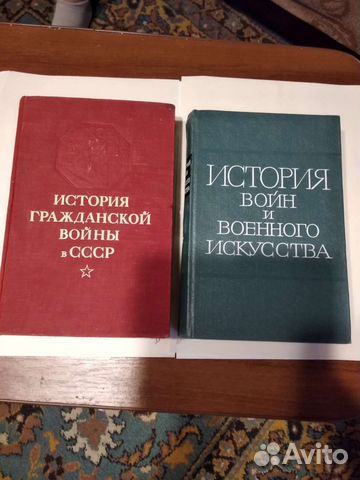 ИСТОРИЯ
ГРАЖДАНСКОЙ
ВОЙНЫ
в СССР
ИСТОРИЯ
ВОЙН
И
ВОЕННОГО
ИСКУССТВА
Avito